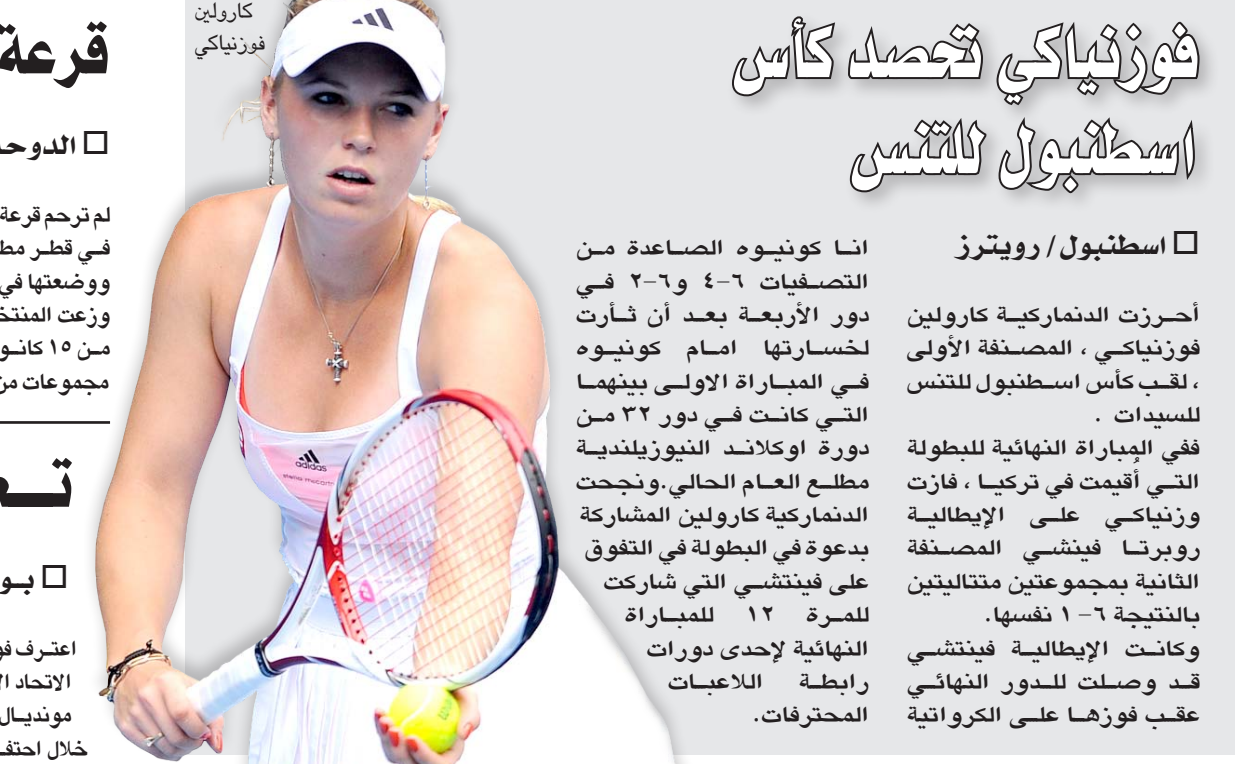 فوزنياكي تحصد كأس
اسطنبول للتنس
□ اسطنبول / رويترز
أحرزت الدنماركية كارولين
فوزنياكي ، المصنفة الأولى
، لقب كأس اسطنبول للتنس
للسيدات .
ففي المباراة النهائية للبطولة
التي أُقيمت في تركيا ، فازت
وزنياكي على الإيطالية
روبرتا فينشي المصنفة
الثانية بمجموعتين متتاليتين
بالنتيجة ٦- ١ نفسها.
وكانت الإيطالية فينتشي
قد وصلت للدور النهائي
عقب فوزها على الكرواتية
انا كونيوه الصاعدة من
التصفيات ٦-٤ و٦-٢ في
دور الأربعة بعد أن ثأرت
لخسارتها امام كونيوه
في المباراة الاولى بينهما
التي كانت في دور ٣٢ من
دورة اوكلاند النيوزيلندية
مطلع العام الحالي.ونجحت
الدنماركية كارولين المشاركة
بدعوة في البطولة في التفوق
على فينتشي التي شاركت
للمرة ١٢ للمباراة
النهائية لإحدى دورات
رابطة اللاعبات
المحترفات.
كارولين
فوزنياكي
adidas
قرعة
□ الدوحـ
لم ترحم قرعة
في قطر مط
ووضعتها في
وزعت المنتخ
من ١٥ كانو
مجموعات من
تـعـ
□ بو
اعترف فو
الاتحاد ا
مونديال
خلال احتفـ